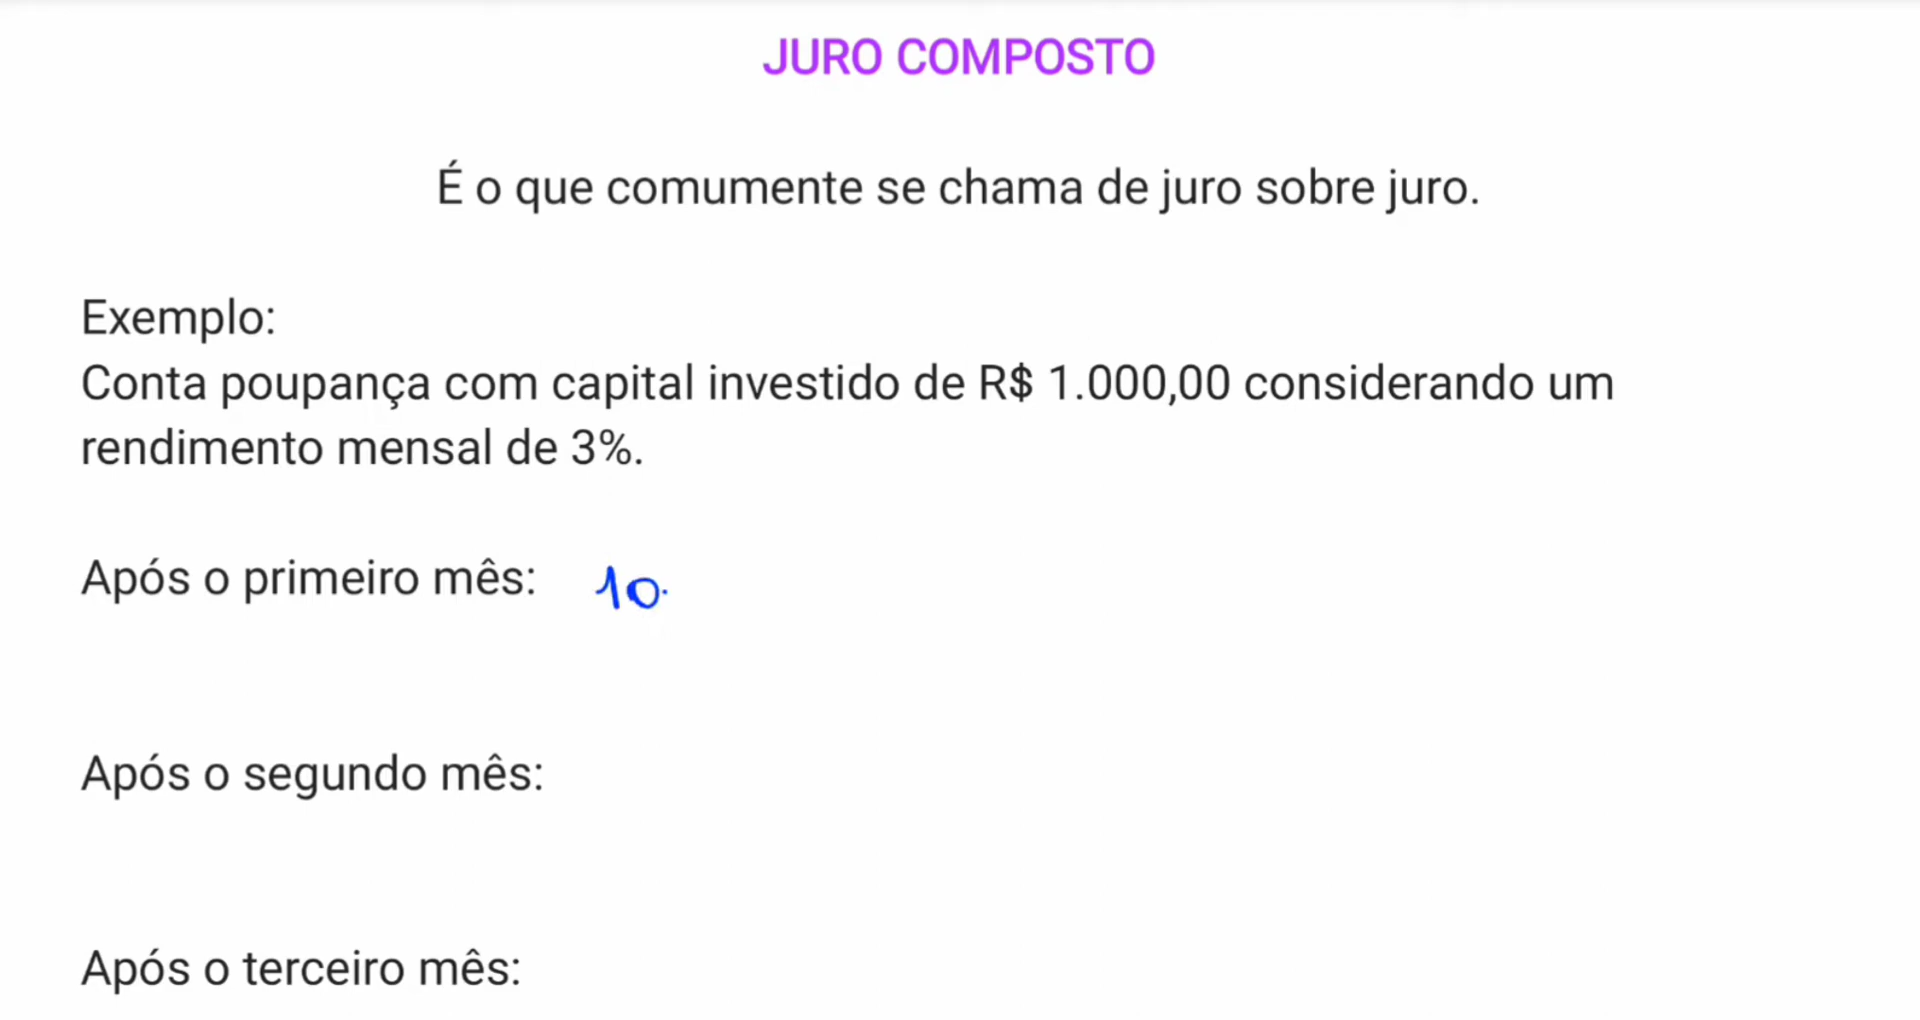 JURO COMPOSTO
É o que comumente se chama de juro sobre juro.
Exemplo:
Conta poupança com capital investido de R$ 1.000,00 considerando um
rendimento mensal de 3%.
Após o primeiro mês: 10.
Após o segundo mês:
Após o terceiro mês: